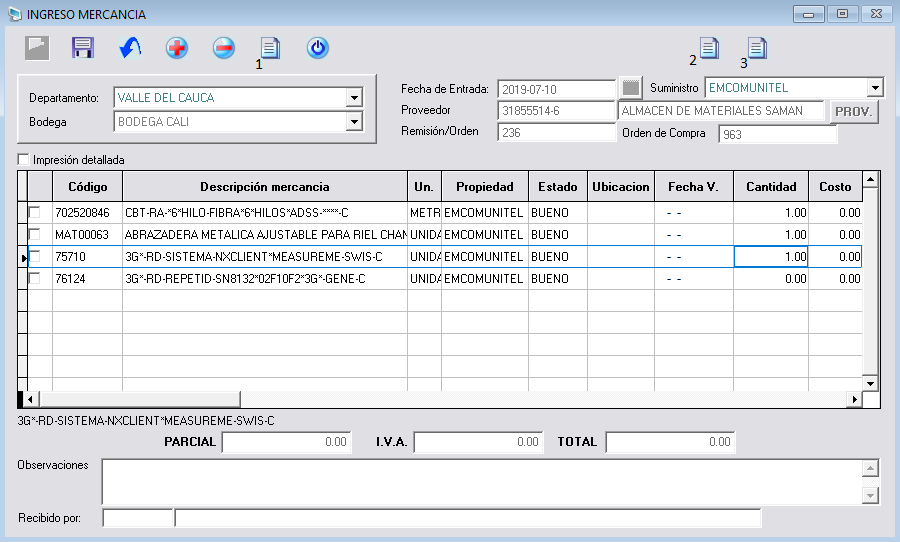 INGRESO MERCANCIA
1
2
3
Departamento: VALLE DEL CAUCA
Bodega BODEGA CALI
Fecha de Entrada: 2019-07-10 Suministro EMCOMUNITEL
Proveedor 31855514-6 ALMACEN DE MATERIALES SAMAN PROV.
Remisión/Orden 236 Orden de Compra 963
Impresión detallada
Código Descripción mercancia Un. Propiedad Estado Ubicacion Fecha V. Cantidad Costo
702520846 CBT-RA-*6*HILO-FIBRA*6*HILOS*ADSS-****-C METR EMCOMUNITEL BUENO - - 1.00 0.00
MAT00063 ABRAZADERA METALICA AJUSTABLE PARA RIEL CHAN UNIDA EMCOMUNITEL BUENO - - 1.00 0.00
75710 3G*-RD-SISTEMA-NXCLIENT*MEASUREME-SWIS-C UNIDA EMCOMUNITEL BUENO - - 1.00 0.00
76124 3G*-RD-REPETID-SN8132*02F10F2*3G*-GENE-C UNIDA EMCOMUNITEL BUENO - - 0.00 0.00
3G*-RD-SISTEMA-NXCLIENT*MEASUREME-SWIS-C
PARCIAL 0.00 I.V.A. 0.00 TOTAL 0.00
Observaciones
Recibido por: